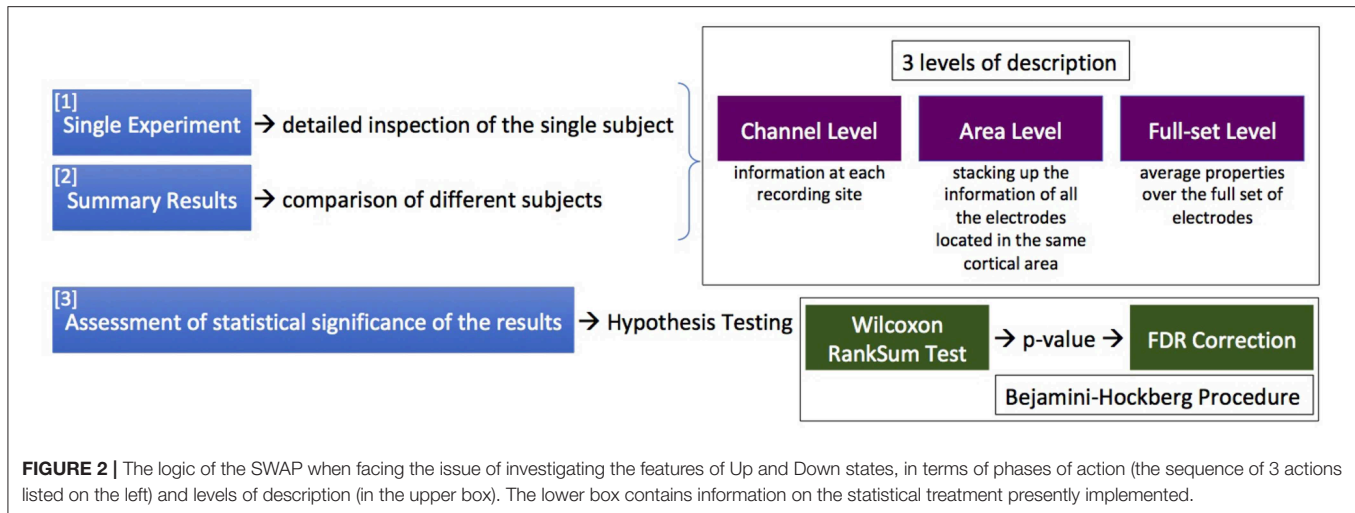 [1]
Single Experiment → detailed inspection of the single subject
[2]
Summary Results → comparison of different subjects
3 levels of description
Channel Level
information at each
recording site
Area Level
stacking up the
information of all
the electrodes
located in the same
cortical area
Full-set Level
average properties
over the full set of
electrodes
[3]
Assessment of statistical significance of the results → Hypothesis Testing
Wilcoxon
RankSum Test
→ p-value →
FDR Correction
Bejamini-Hockberg Procedure
FIGURE 2 | The logic of the SWAP when facing the issue of investigating the features of Up and Down states, in terms of phases of action (the sequence of 3 actions
listed on the left) and levels of description (in the upper box). The lower box contains information on the statistical treatment presently implemented.